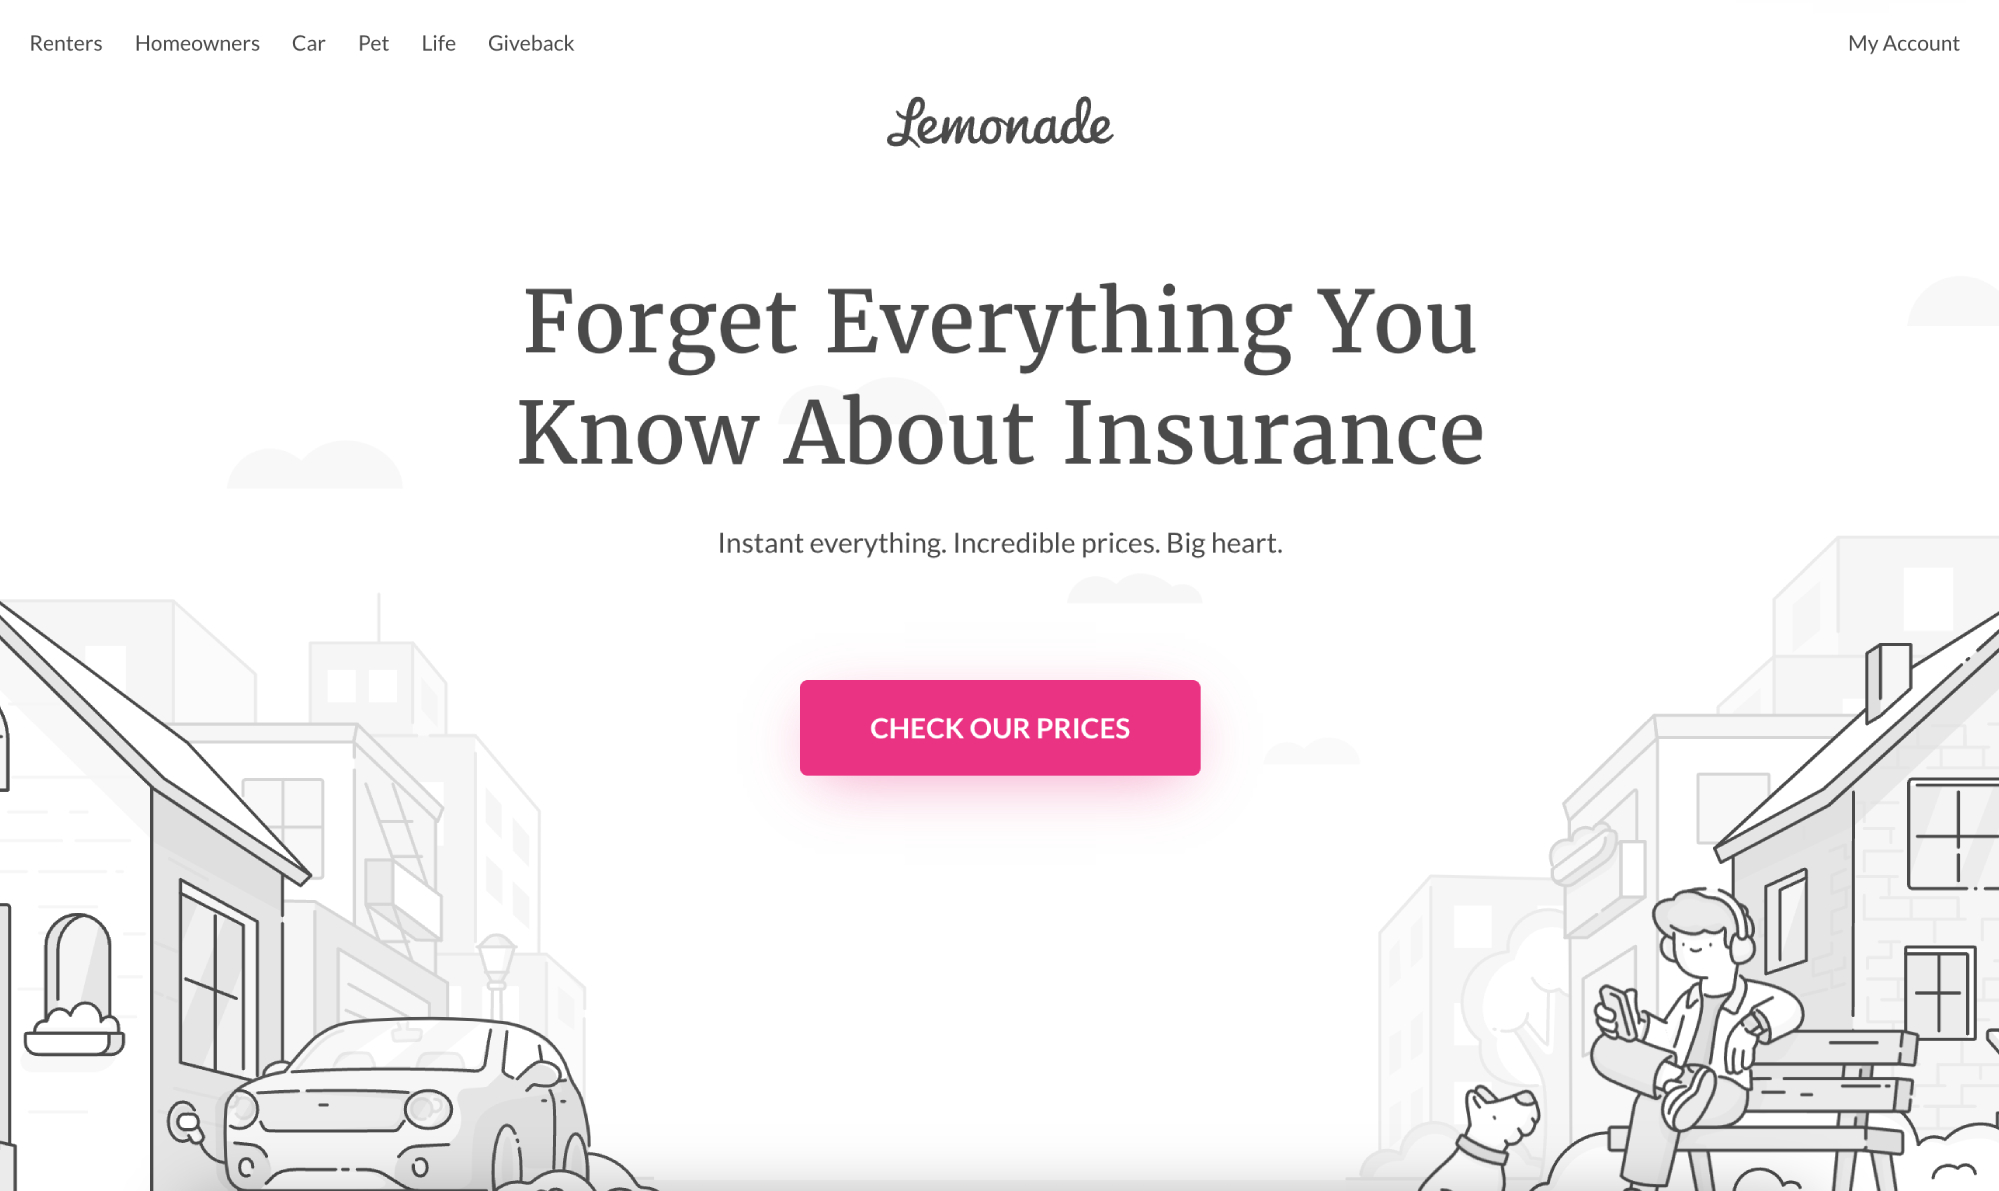 Renters Homeowners Car Pet Life Giveback My Account
Lemonade
Forget Everything You
Know About Insurance
Instant everything. Incredible prices. Big heart.
CHECK OUR PRICES